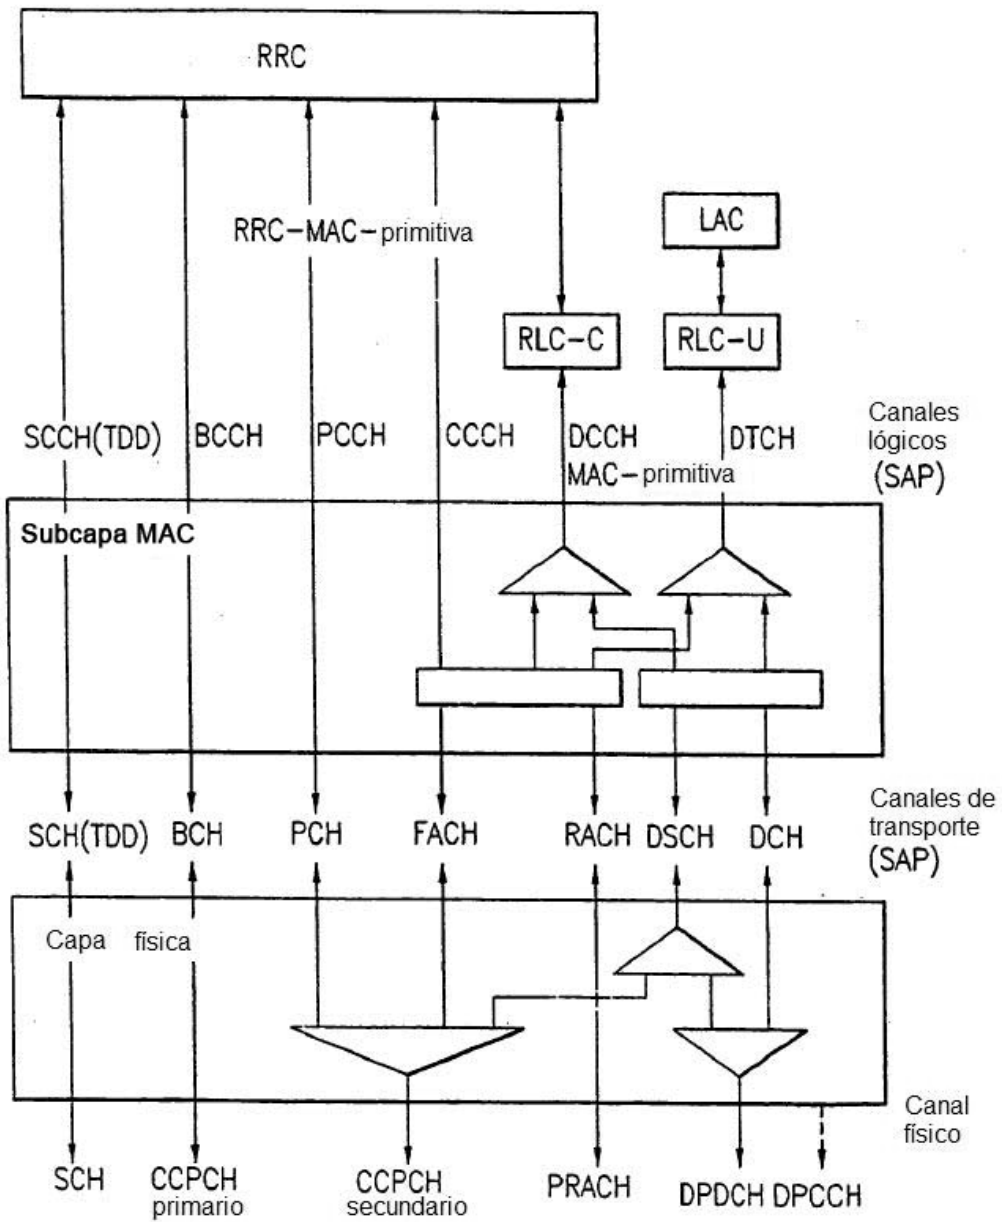 RRC
LAC
RRC-MAC-primitiva
RLC-C
RLC-U
SCCH(TDD)
BCCH
PCCH
CCCH
DCCH
DTCH
MAC-primitiva
Canales
lógicos
(SAP)
Subcapa MAC
SCH(TDD)
BCH
PCH
FACH
RACH
DSCH
DCH
Canales de
transporte
(SAP)
Capa física
Canal
físico
SCH
CCPCH
primario
CCPCH
secundario
PRACH
DPDCH
DPCCH